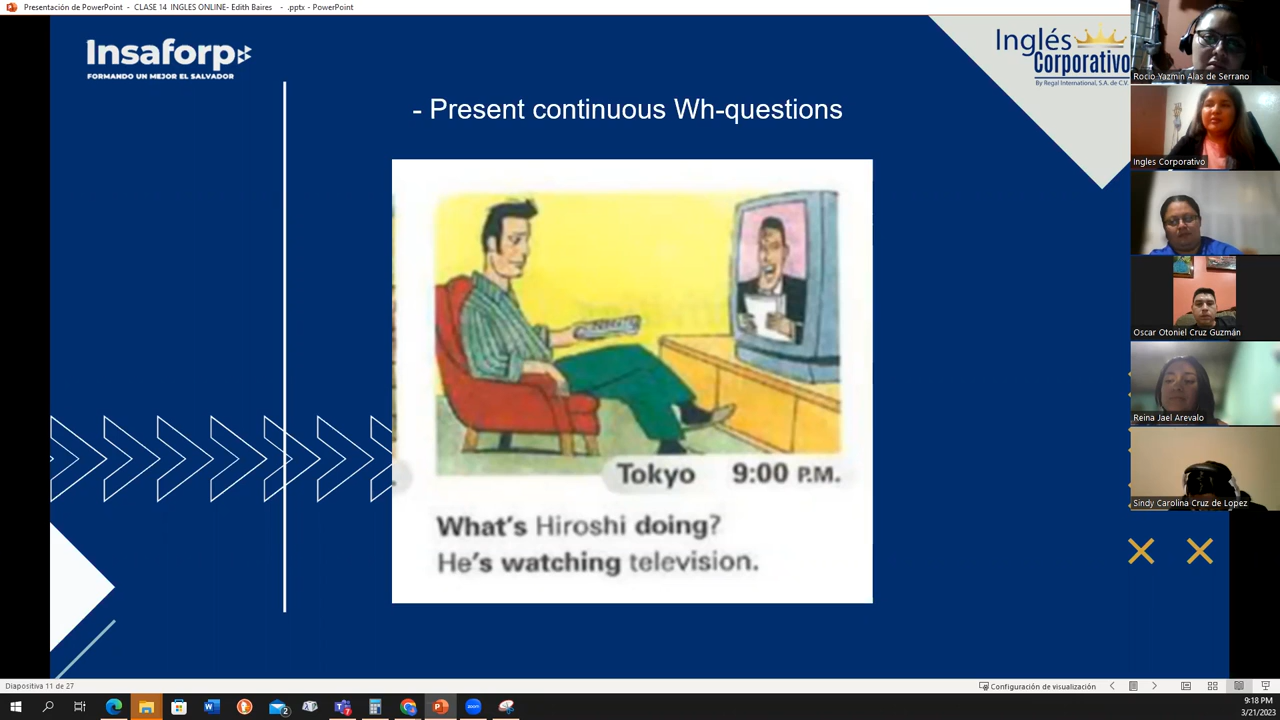 Presentación de PowerPoint - CLASE 14 INGLES ONLINE- Edith Baires - .pptx - PowerPoint
Insaforp
FORMANDO UN MEJOR EL SALVADOR
Inglés
Corporativo
By Regal International, S.A. de C.V.
- Present continuous Wh-questions
Tokyo 9:00 P.M.
What's Hiroshi doing?
He's watching television.
Rocio Yazmin Alas de Serrano
Ingles Corporativo
Oscar Otoniel Cruz Guzmán
Reina Jael Arevalo
Sindy Carolina Cruz de Lopez
Diapositiva 11 de 27
Configuración de visualización
2
7
9:18 PM
3/21/2023